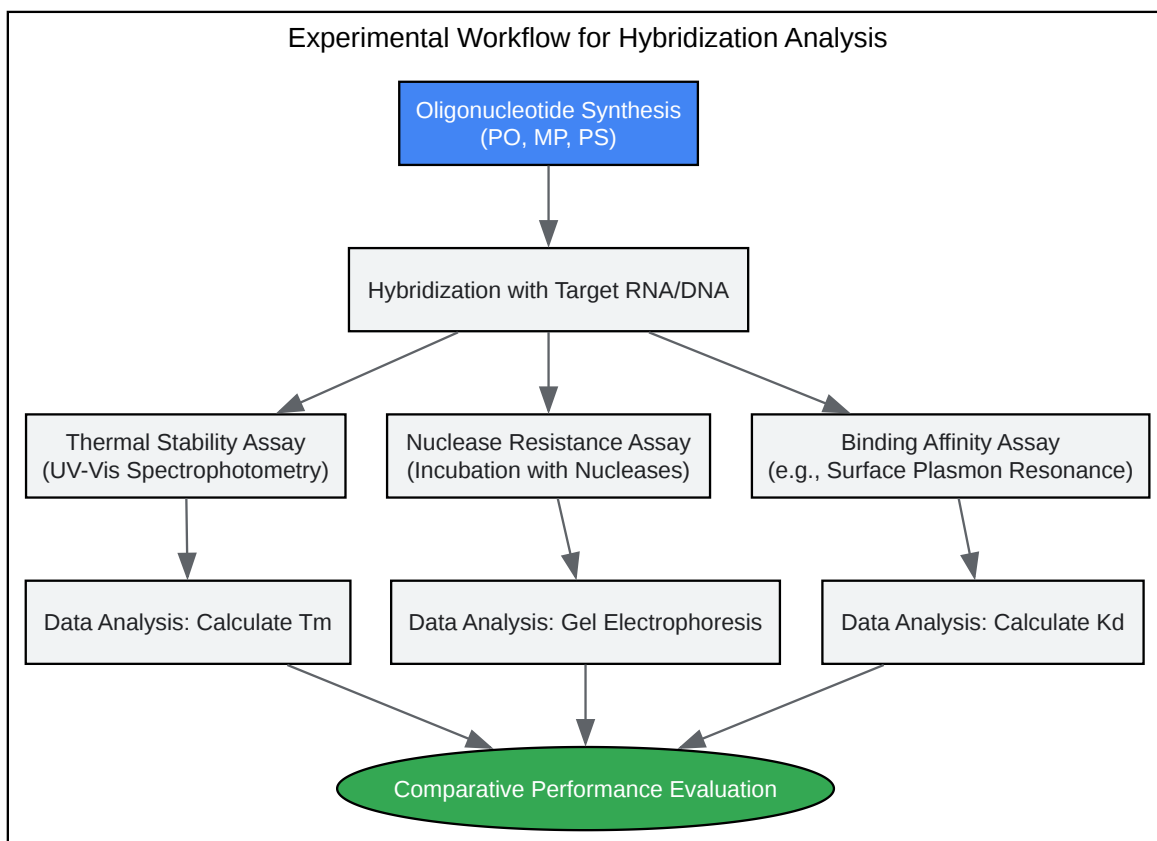 Experimental Workflow for Hybridization Analysis
Oligonucleotide Synthesis
(PO, MP, PS)
Hybridization with Target RNA/DNA
Thermal Stability Assay
(UV-Vis Spectrophotometry)
Nuclease Resistance Assay
(Incubation with Nucleases)
Binding Affinity Assay
(e.g., Surface Plasmon Resonance)
Data Analysis: Calculate Tm
Data Analysis: Gel Electrophoresis
Data Analysis: Calculate Kd
Comparative Performance Evaluation